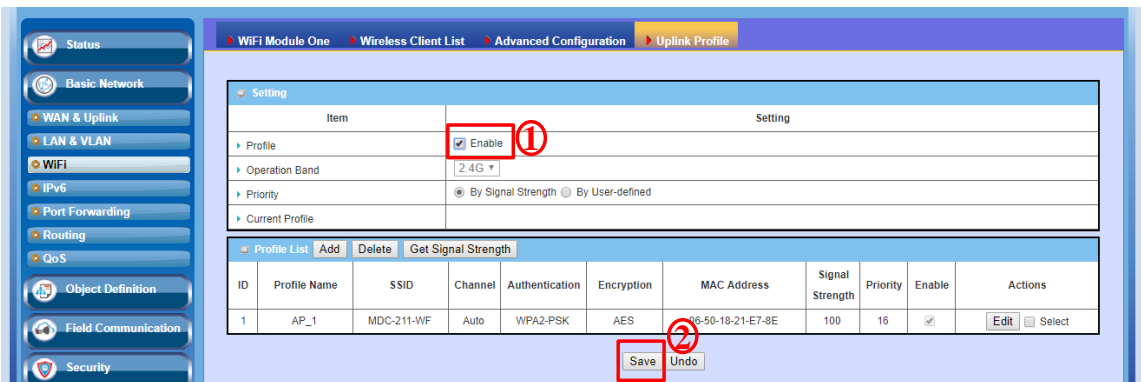 Status
Basic Network
WAN & Uplink
LAN & VLAN
WiFi
IPv6
Port Forwarding
Routing
QoS
Object Definition
Field Communication
Security
WiFi Module One Wireless Client List Advanced Configuration Uplink Profile
Setting
Item Setting
Profile Enable ①
Operation Band 2.4G
Priority By Signal Strength By User-defined
Current Profile
Profile List Add Delete Get Signal Strength
ID Profile Name SSID Channel Authentication Encryption MAC Address Signal Strength Priority Enable Actions
1 AP_1 MDC-211-WF Auto WPA2-PSK AES 06-50-18-21-E7-8E 100 16 Edit Select
②
Save Undo